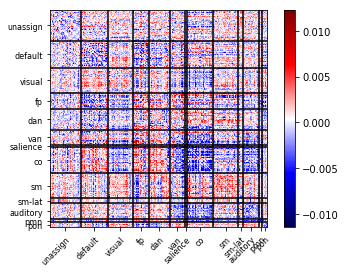 unassign
default
visual
fp
dan
van
salience
co
sm
sm-lat
auditory
pon
unassign
default
visual
fp
dan
van
salience
co
sm
sm-lat
auditory
0.010
0.005
0.000
−0.005
−0.010